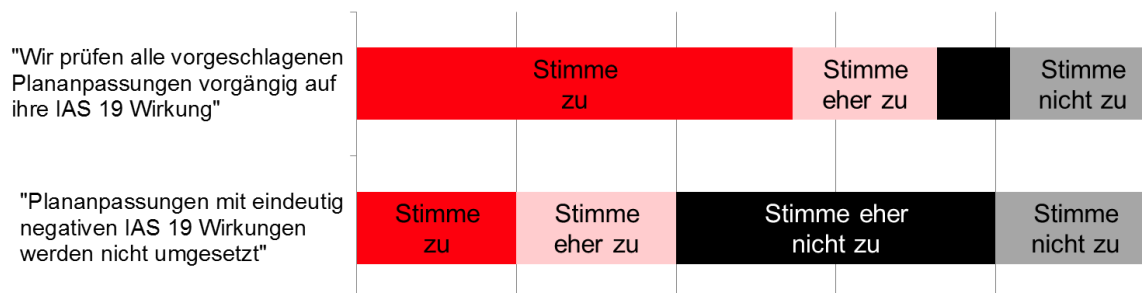 "Wir prüfen alle vorgeschlagenen
Plananpassungen vorgängig auf
ihre IAS 19 Wirkung"
Stimme
zu
Stimme
eher zu
Stimme
nicht zu
"Plananpassungen mit eindeutig
negativen IAS 19 Wirkungen
werden nicht umgesetzt"
Stimme
zu
Stimme
eher zu
Stimme eher
nicht zu
Stimme
nicht zu